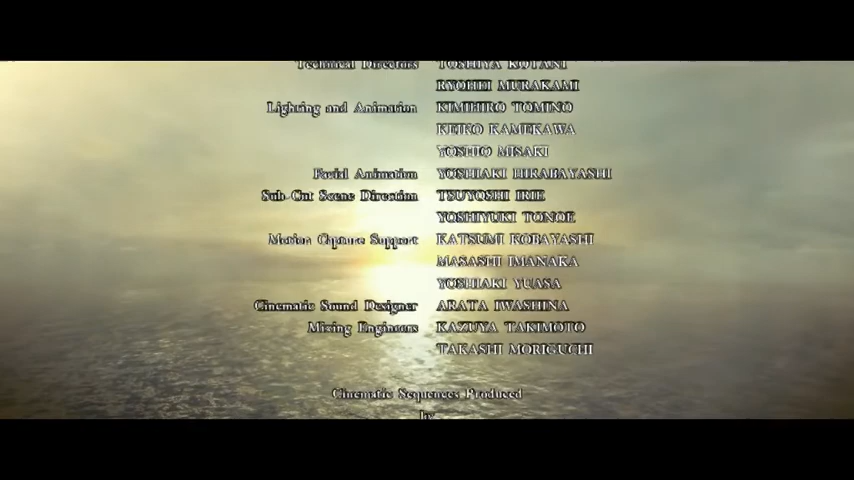 Technical Directors TOSHIYA KOTANI
RYOHEI MURAKAMI
Lighting and Animation KIMIHIRO TOMINO
KEIKO KAMEKAWA
YOSHIO MISAKI
Facial Animation YOSHIAKI HIRABAYASHI
Sub-Cut Scene Direction TSUYOSHI IRIE
YOSHIYUKI TONOE
Motion Capture Support KATSUMI KOBAYASHI
MASASHI IMANAKA
YOSHIAKI YUASA
Cinematic Sound Designer ARATA IWASHINA
Mixing Engineers KAZUYA TAKIMOTO
TAKASHI MORIGUCHI
Cinematic Sequences Produced
by